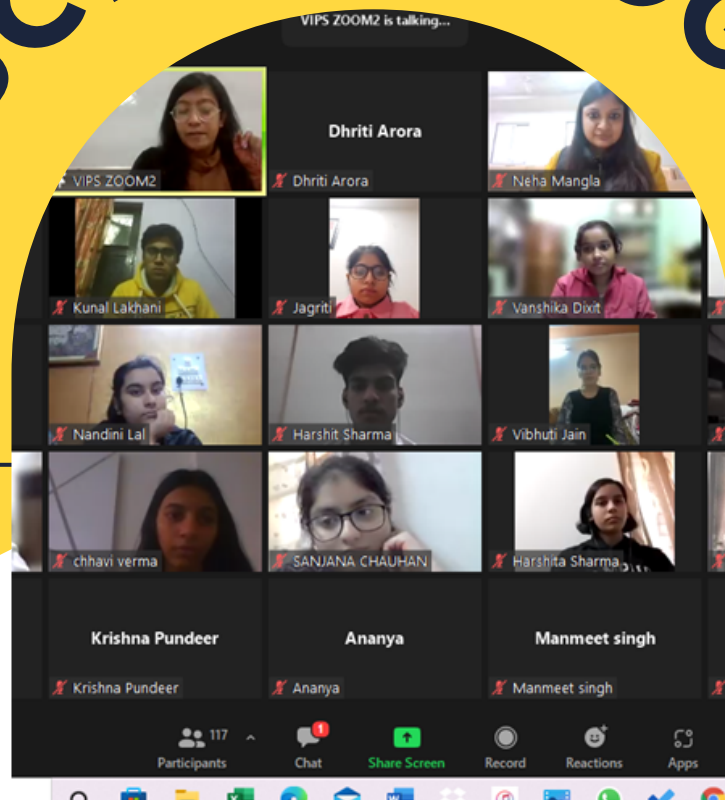 VIPS ZOOM2 is talking...
VIPS ZOOM2
Dhriti Arora
Dhriti Arora
Neha Mangla
Kunal Lakhani
Jagriti
Vanshika Dixit
Nandini Lal
Harshit Sharma
Vibhuti Jain
chhavi verma
SANJANA CHAUHAN
Harshita Sharma
Krishna Pundeer
Krishna Pundeer
Ananya
Ananya
Manmeet singh
Manmeet singh
117
1
Participants
Chat
Share Screen
Record
Reactions
Apps